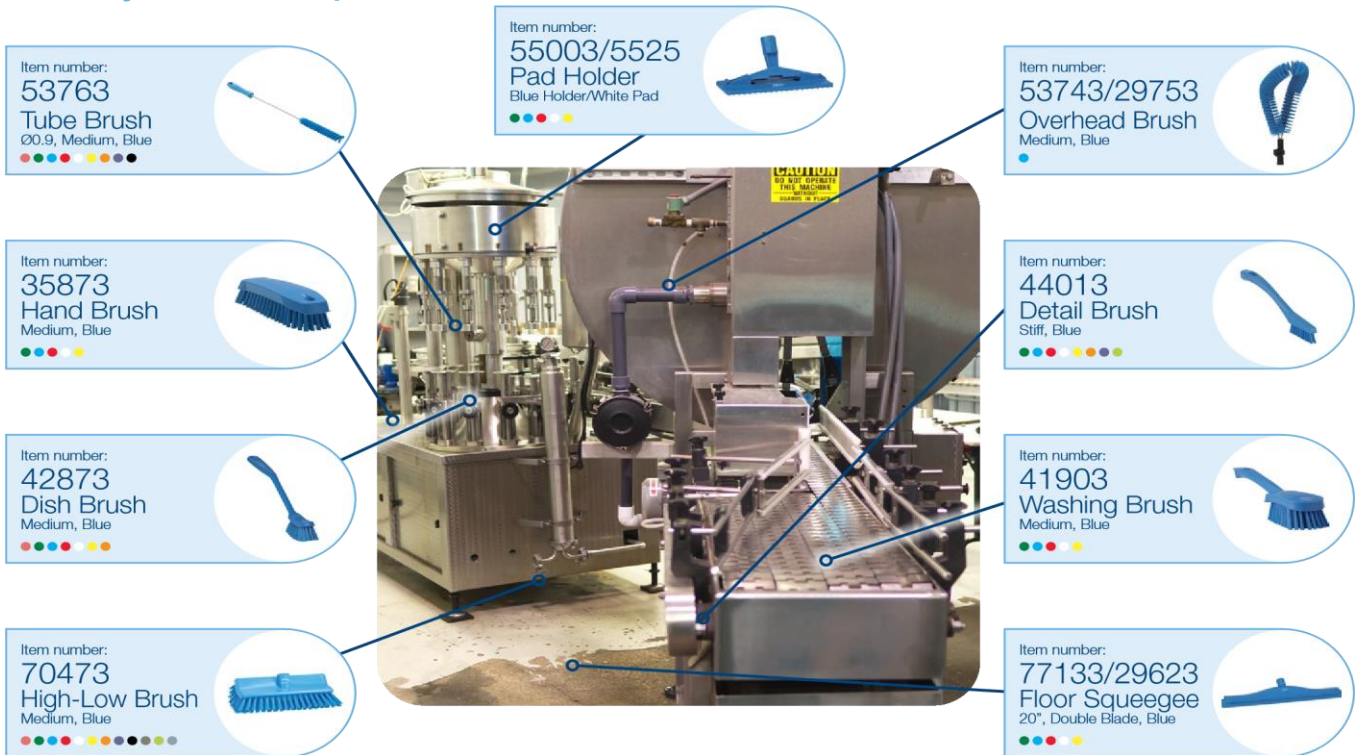 Item number:
53763
Tube Brush
Ø0.9, Medium, Blue
Item number:
55003/5525
Pad Holder
Blue Holder/White Pad
Item number:
53743/29753
Overhead Brush
Medium, Blue
Item number:
35873
Hand Brush
Medium, Blue
Item number:
44013
Detail Brush
Stiff, Blue
Item number:
42873
Dish Brush
Medium, Blue
Item number:
41903
Washing Brush
Medium, Blue
Item number:
70473
High-Low Brush
Medium, Blue
Item number:
77133/29623
Floor Squeegee
20", Double Blade, Blue
CAUTION
DO NOT OPERATE
THIS MACHINE
WITHOUT
GUARDS IN PLACE